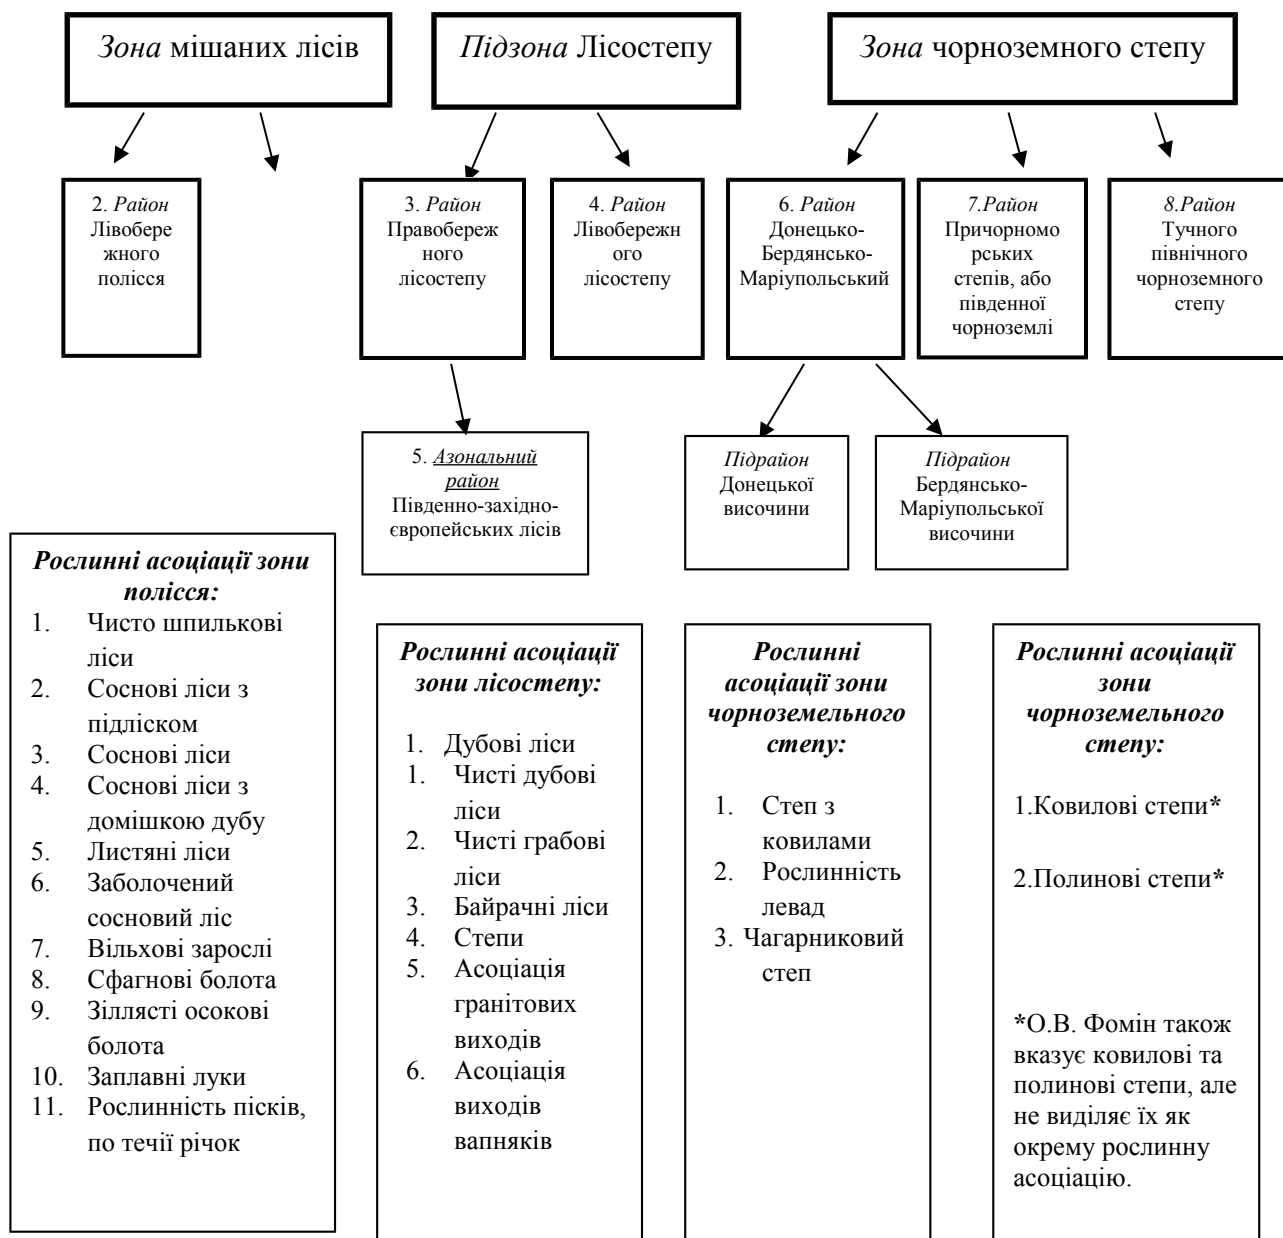 Зона мішаних лісів
Підзона Лісостепу
Зона чорноземного степу
2. Район
Лівобере
жного
полісся
3. Район
Правобереж
ного
лісостепу
4. Район
Лівобережн
ого
лісостепу
6. Район
Донецько-
Бердянсько-
Маріупольський
7.Район
Причорномо
рських
степів, або
південної
чорноземлі
8.Район
Тучного
північного
чорноземного
степу
5. Азональний
район
Південно-західно-
європейських лісів
Підрайон
Донецької
височини
Підрайон
Бердянсько-
Маріупольської
височини
Рослинні асоціації зони
полісся:
1. Чисто шпилькові
ліси
2. Соснові ліси з
підліском
3. Соснові ліси
4. Соснові ліси з
домішкою дубу
5. Листяні ліси
6. Заболочений
сосновий ліс
7. Вільхові зарослі
8. Сфагнові болота
9. Зіллясті осокові
болота
10. Заплавні луки
11. Рослинність пісків,
по течії річок
Рослинні асоціації
зони лісостепу:
1. Дубові ліси
1. Чисті дубові
ліси
2. Чисті грабові
ліси
3. Байрачні ліси
4. Степи
5. Асоціація
гранітових
виходів
6. Асоціація
виходів
вапняків
Рослинні
асоціації зони
чорноземельного
степу:
1. Степ з
ковилами
2. Рослинність
левад
3. Чагарниковий
степ
Рослинні асоціації
зони
чорноземельного
степу:
1.Ковилові степи*
2.Полинові степи*
*О.В. Фомін також
вказує ковилові та
полинові степи, але
не виділяє їх як
окрему рослинну
асоціацію.